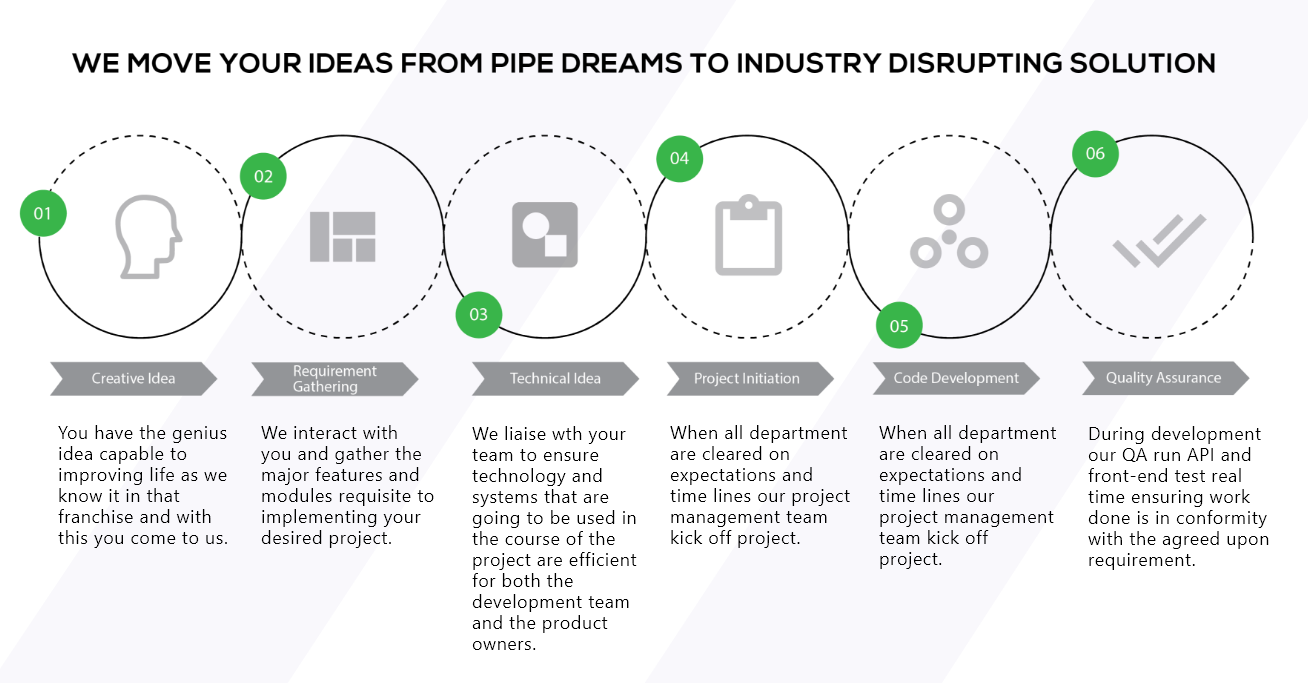 WE MOVE YOUR IDEAS FROM PIPE DREAMS TO INDUSTRY DISRUPTING SOLUTION
01
Creative Idea
You have the genius
idea capable to
improving life as we
know it in that
franchise and with
this you come to us.
02
Requirement
Gathering
We interact with
you and gather the
major features and
modules requisite to
implementing your
desired project.
03
Technical Idea
We liaise wth your
team to ensure
technology and
systems that are
going to be used in
the course of the
project are efficient
for both the
development team
and the product
owners.
04
Project Initiation
When all department
are cleared on
expectations and
time lines our project
management team
kick off project.
05
Code Development
When all department
are cleared on
expectations and
time lines our
project management
team kick off
project.
06
Quality Assurance
During development
our QA run API and
front-end test real
time ensuring work
done is in conformity
with the agreed upon
requirement.